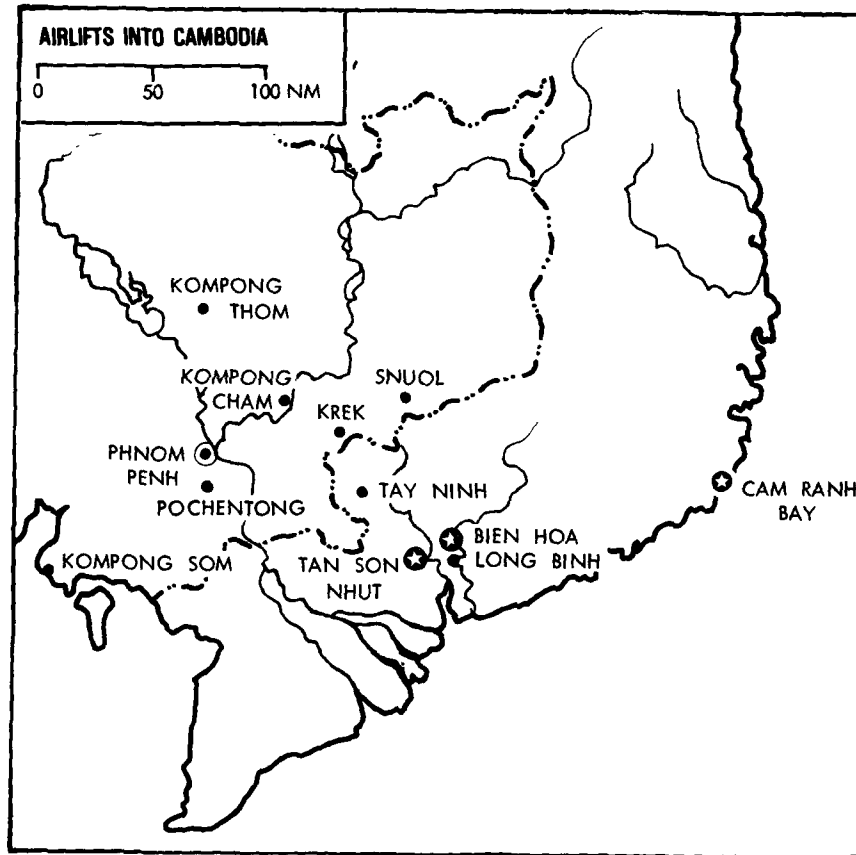 AIRLIFTS INTO CAMBODIA
0 50 100 NM
KOMPONG
THOM
KOMPONG
CHAM
SNUOL
KREK
PHNOM
PENH
POCHENTONG
TAY NINH
CAM RANH
BAY
BIEN HOA
LONG BINH
KOMPONG SOM
TAN SON
NHUT